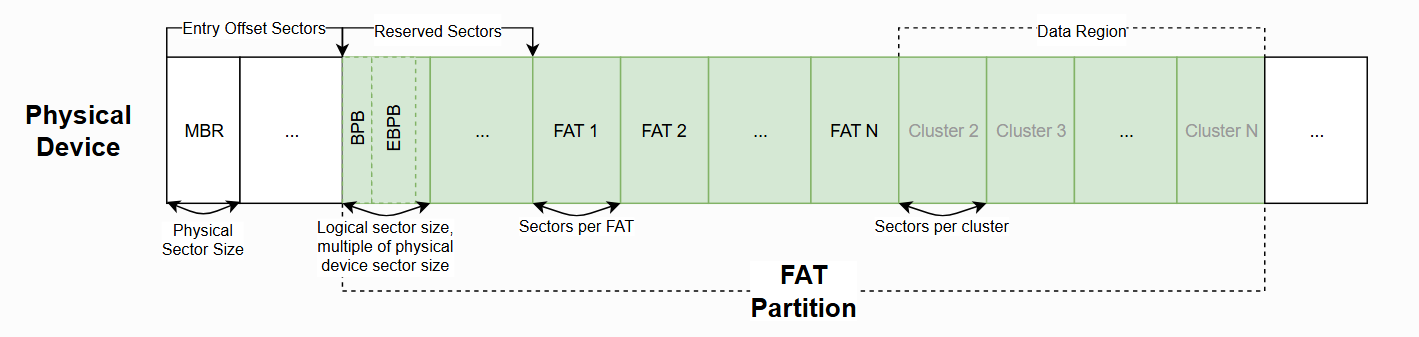 Entry Offset Sectors
Reserved Sectors
Data Region
Physical
Device
MBR
...
BPB
EBPB
...
FAT 1
FAT 2
...
FAT N
Cluster 2
Cluster 3
...
Cluster N
...
Physical
Sector Size
Logical sector size,
multiple of physical
device sector size
Sectors per FAT
Sectors per cluster
FAT
Partition